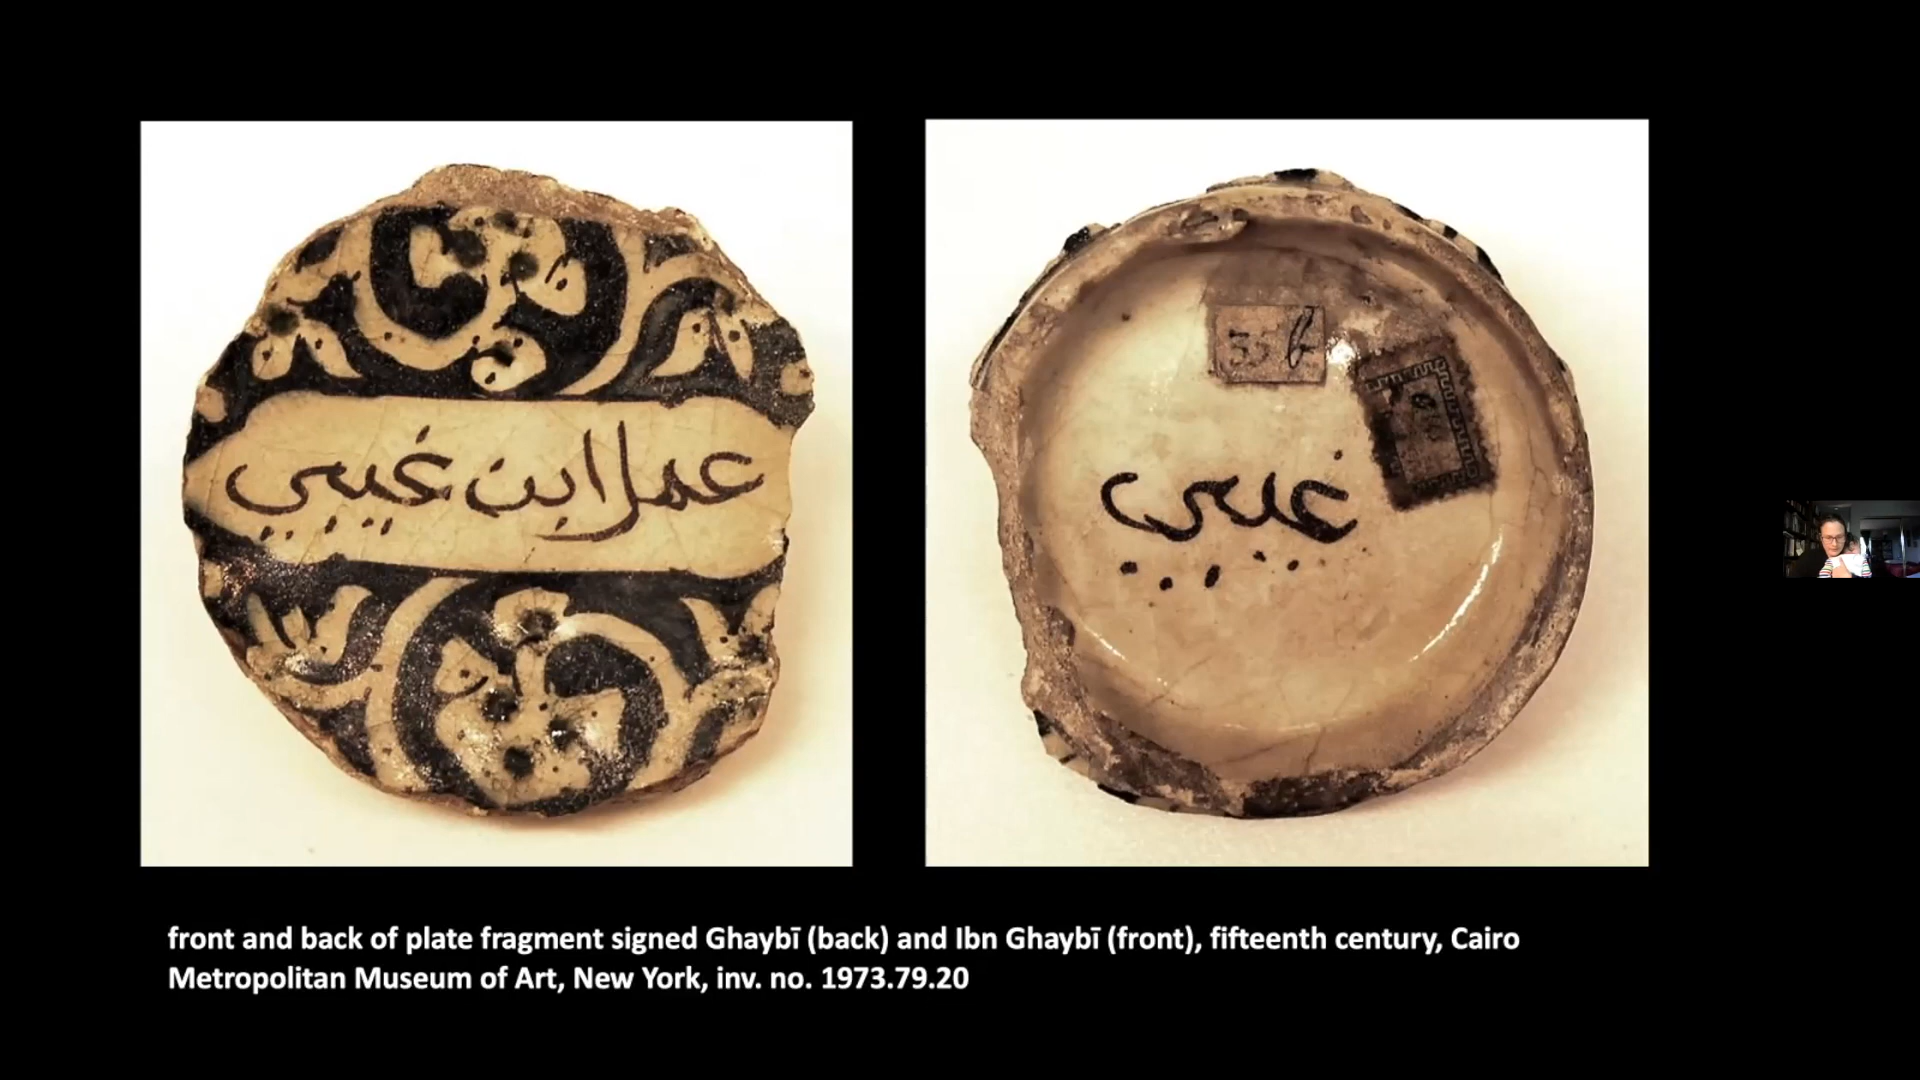 عمل ابن غيبي
غيبي
35 b
front and back of plate fragment signed Ghaybī (back) and Ibn Ghaybī (front), fifteenth century, Cairo
Metropolitan Museum of Art, New York, inv. no. 1973.79.20